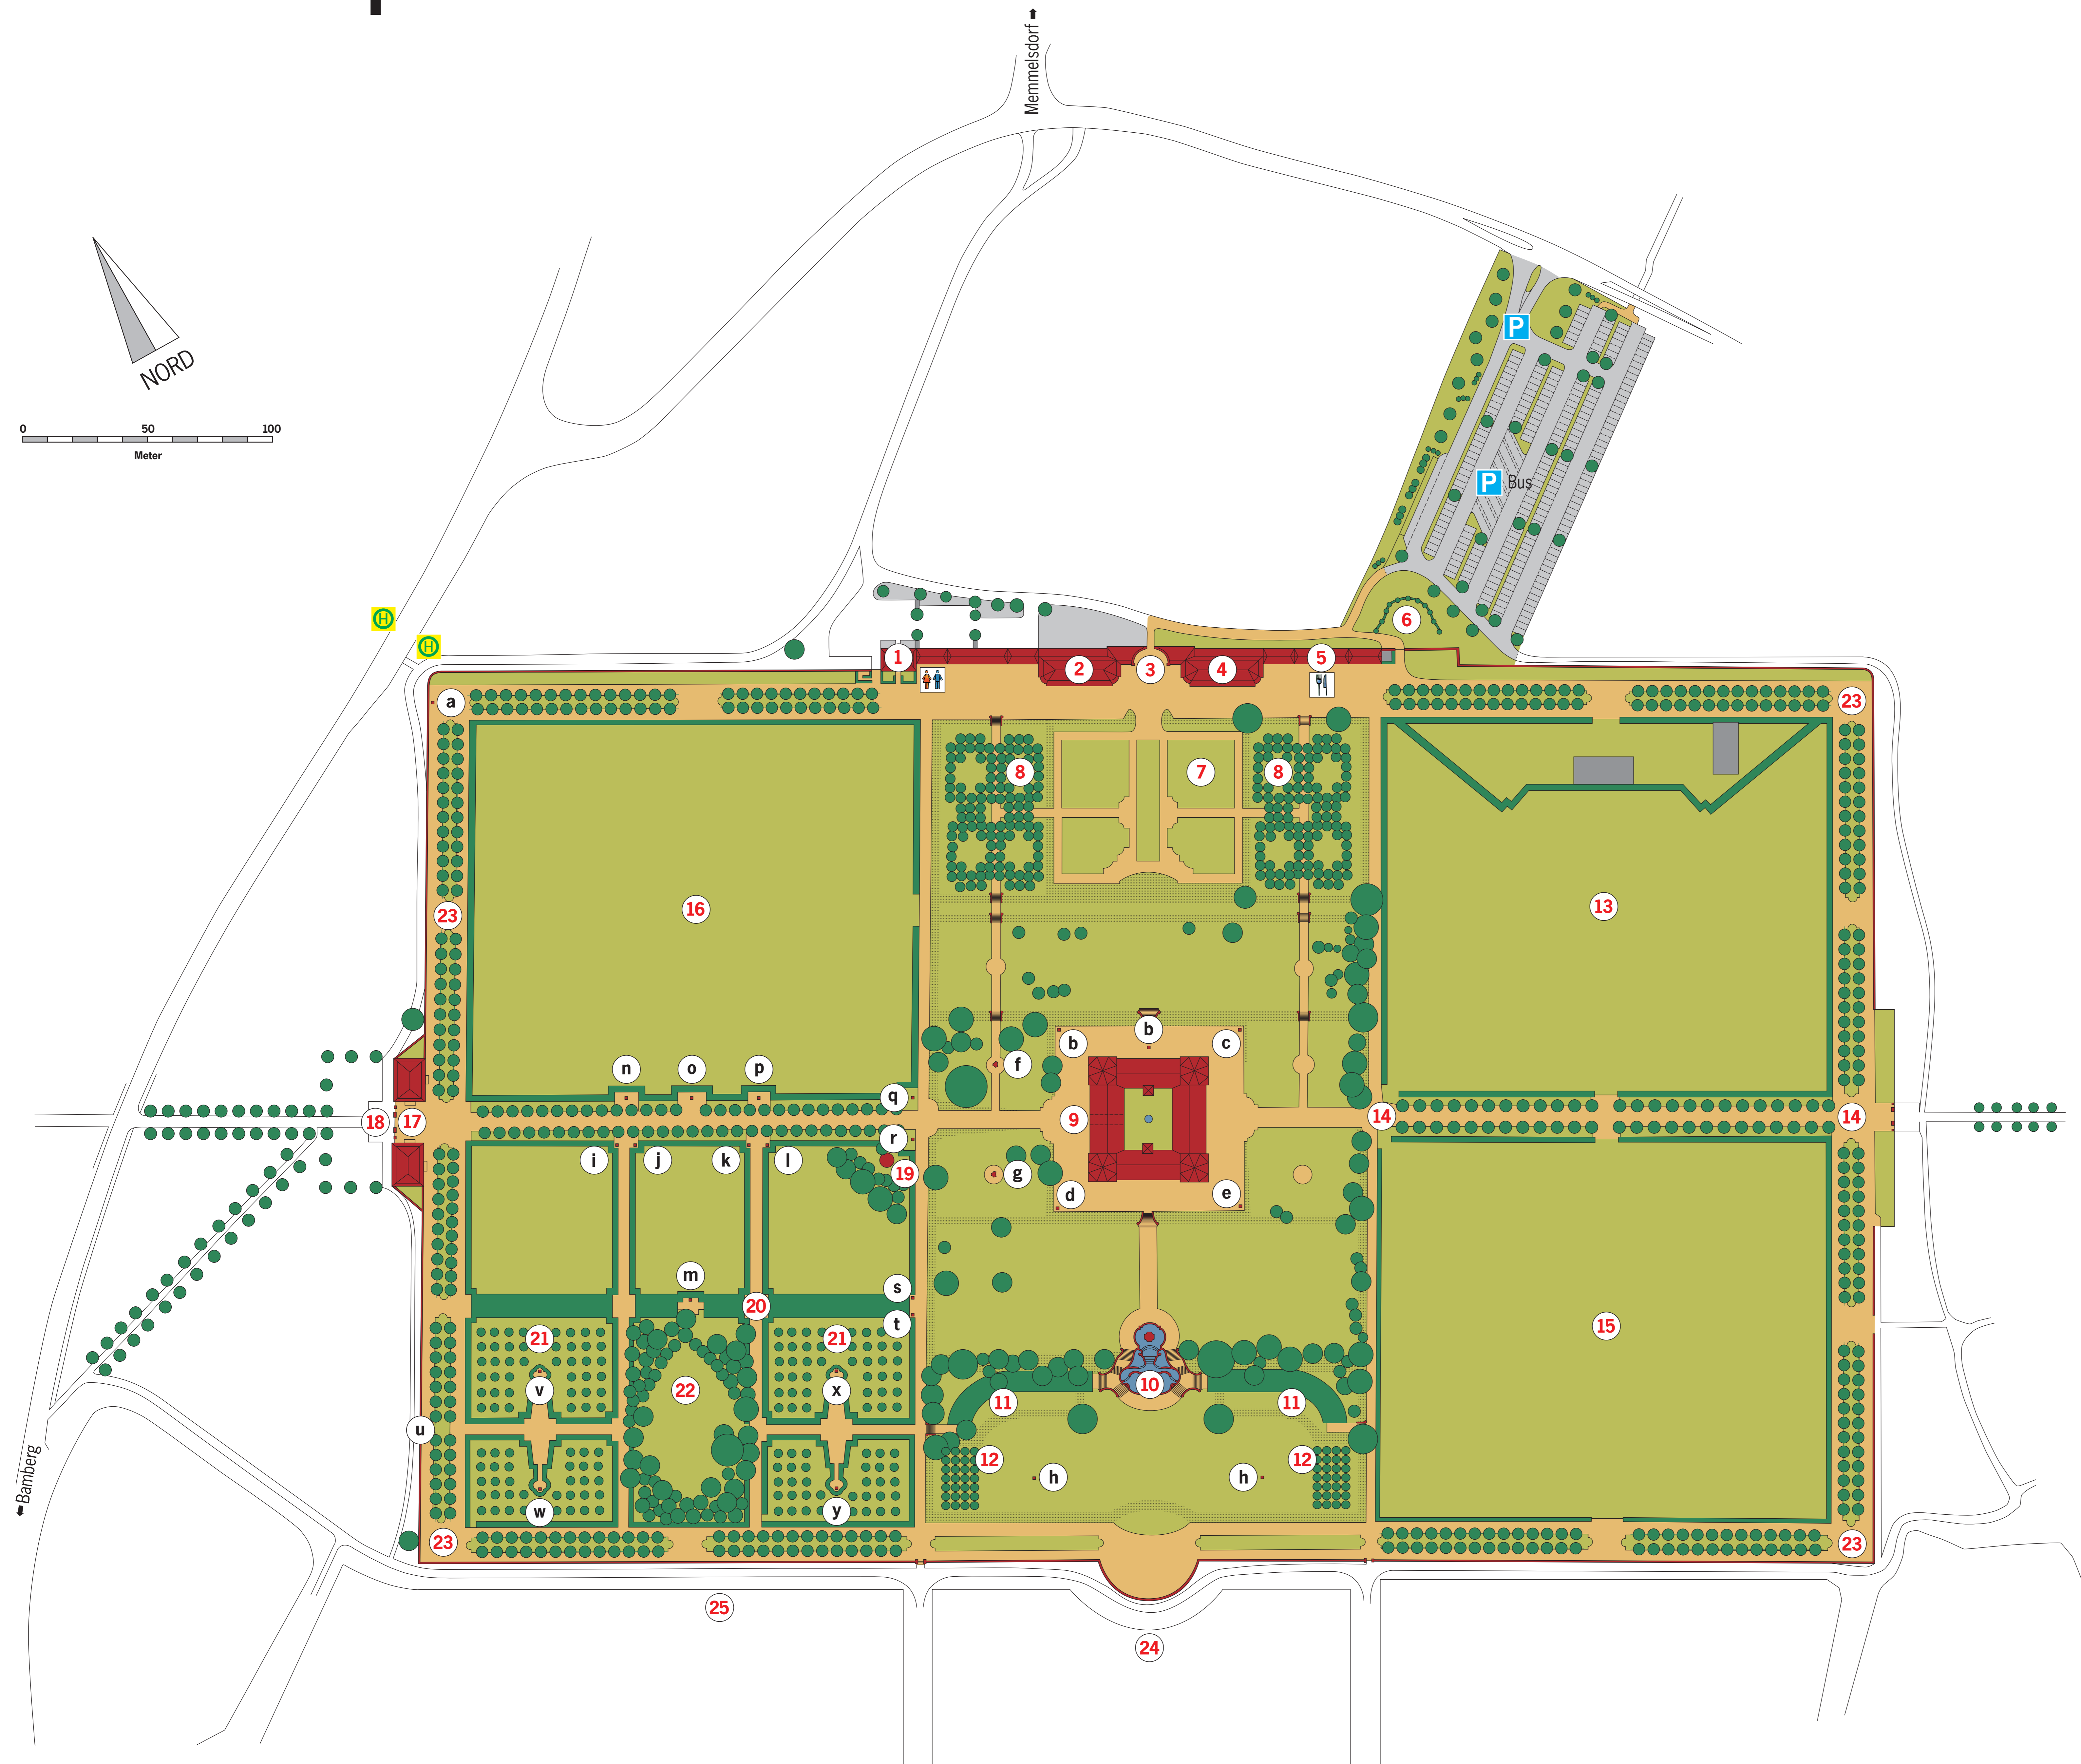 Memmelsdorf
NORD
0 50 100
Meter
P
P Bus
H
H
6
1 2 3 4 5
a 23
8 7 8
23 16 13
b
b c
n o p f
q
18 17 9 14 14
r
i j k l
19 g
d e
m s
20
t
21 21 15
v 22 x 10
11 11
u
12 12
h h
w y
23 23
Bamberg
25
24